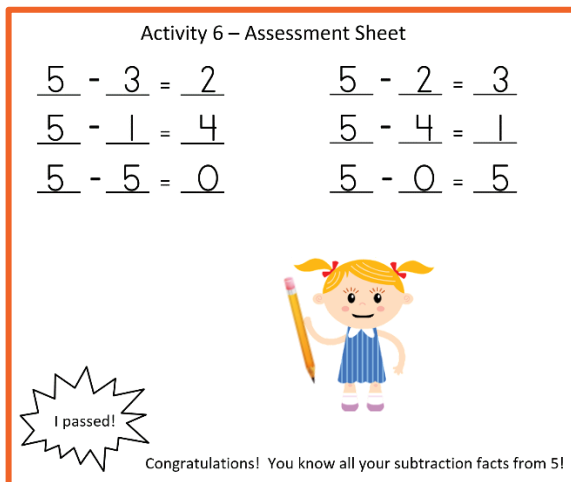 Activity 6 – Assessment Sheet
5 - 3 = 2
5 - 2 = 3
5 - 1 = 4
5 - 4 = 1
5 - 5 = 0
5 - 0 = 5
I passed!
Congratulations!  You know all your subtraction facts from 5!